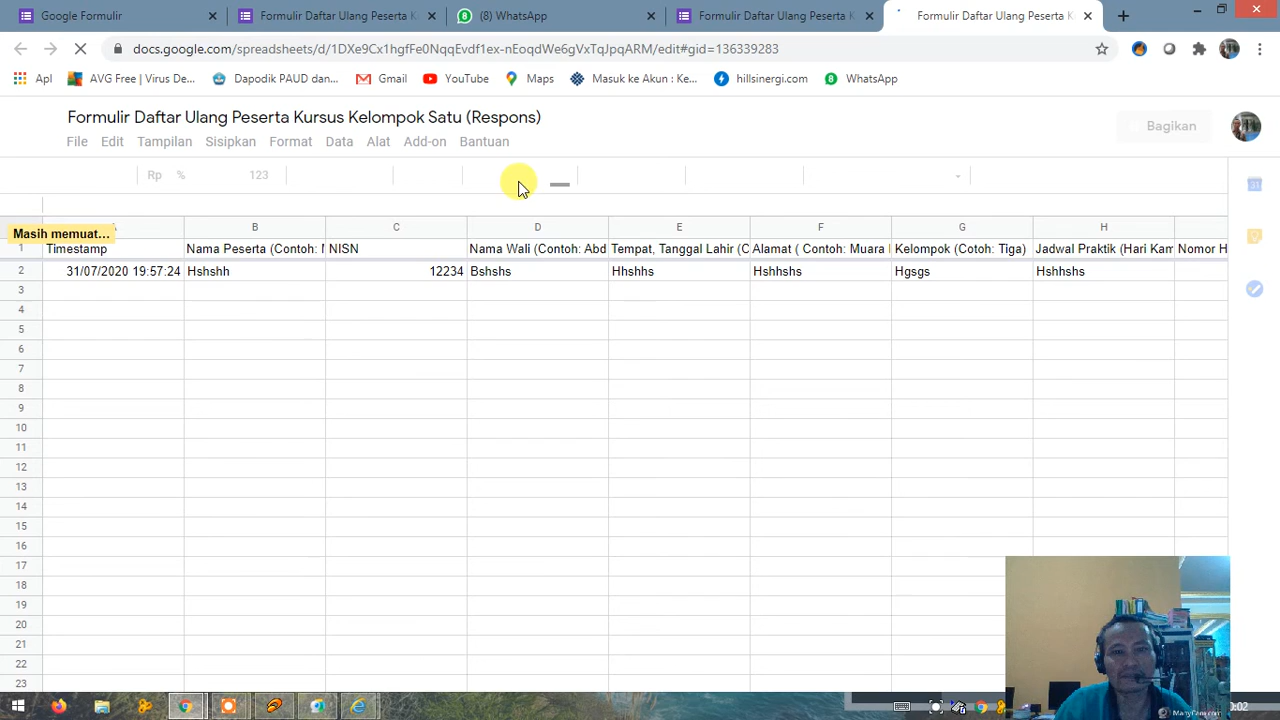 Google Formulir
Formulir Daftar Ulang Peserta K
(8) WhatsApp
Formulir Daftar Ulang Peserta K
Formulir Daftar Ulang Peserta K
docs.google.com/spreadsheets/d/1DXe9Cx1hgfFe0NqqEvdf1ex-nEoqdWe6gVxTqJpqARM/edit#gid=136339283
Apl
AVG Free | Virus De...
Dapodik PAUD dan...
Gmail
YouTube
Maps
Masuk ke Akun : Ke...
hillsinergi.com
WhatsApp
Formulir Daftar Ulang Peserta Kursus Kelompok Satu (Respons)
File Edit Tampilan Sisipkan Format Data Alat Add-on Bantuan
Bagikan
Rp % 123
31
Masih memuat...
A B C D E F G H
1 Timestamp Nama Peserta (Contoh: NISN Nama Wali (Contoh: Abd Tempat, Tanggal Lahir (C Alamat ( Contoh: Muara Kelompok (Cotoh: Tiga) Jadwal Praktik (Hari Kam Nomor H
2 31/07/2020 19:57:24 Hshshh 12234 Bshshs Hhshhs Hshhshs Hgsgs Hshhshs
3
4
5
6
7
8
9
10
11
12
13
14
15
16
17
18
19
20
21
22
23
ManyCam.com
0:02